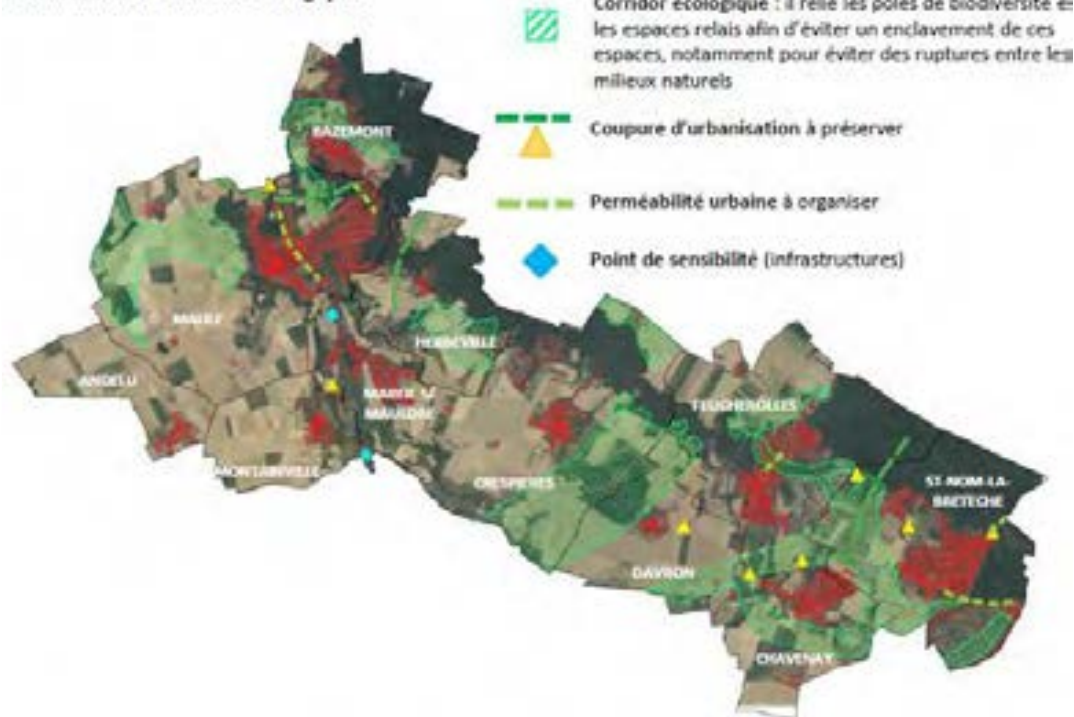 Corridor écologique : il relie les pôles de biodiversité et
les espaces relais afin d'éviter un enclavement de ces
espaces, notamment pour éviter des ruptures entre les
milieux naturels
Coupure d'urbanisation à préserver
Perméabilité urbaine à organiser
Point de sensibilité (infrastructures)
BAZEMONT
MAULE
HERBEVILLE
ANDELU
MAREIL S/
MAULDRE
FEUCHEROLLES
MONTAINVILLE
CRESPIERES
ST-NOM-LA-
BRETECHE
DAVRON
CHAVENAY